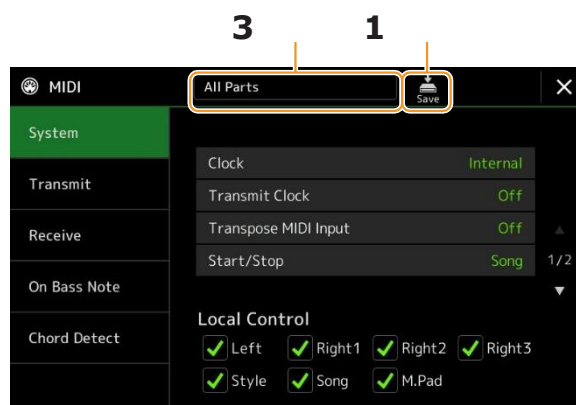 3 1
MIDI All Parts Save
System
Clock Internal
Transmit Transmit Clock Off
Receive Transpose MIDI Input Off
Start/Stop Song 1/2
On Bass Note
Local Control
Chord Detect Left Right1 Right2 Right3
Style Song M.Pad